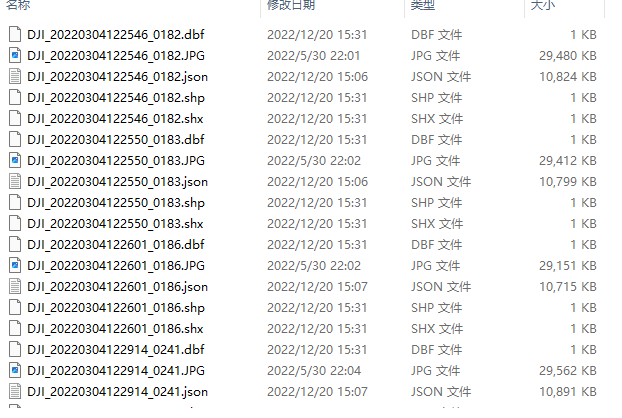 名称 修改日期 类型 大小
DJI_20220304122546_0182.dbf 2022/12/20 15:31 DBF 文件 1 KB
DJI_20220304122546_0182.JPG 2022/5/30 22:01 JPG 文件 29,480 KB
DJI_20220304122546_0182.json 2022/12/20 15:06 JSON 文件 10,824 KB
DJI_20220304122546_0182.shp 2022/12/20 15:31 SHP 文件 1 KB
DJI_20220304122546_0182.shx 2022/12/20 15:31 SHX 文件 1 KB
DJI_20220304122550_0183.dbf 2022/12/20 15:31 DBF 文件 1 KB
DJI_20220304122550_0183.JPG 2022/5/30 22:02 JPG 文件 29,412 KB
DJI_20220304122550_0183.json 2022/12/20 15:06 JSON 文件 10,799 KB
DJI_20220304122550_0183.shp 2022/12/20 15:31 SHP 文件 1 KB
DJI_20220304122550_0183.shx 2022/12/20 15:31 SHX 文件 1 KB
DJI_20220304122601_0186.dbf 2022/12/20 15:31 DBF 文件 1 KB
DJI_20220304122601_0186.JPG 2022/5/30 22:02 JPG 文件 29,151 KB
DJI_20220304122601_0186.json 2022/12/20 15:07 JSON 文件 10,715 KB
DJI_20220304122601_0186.shp 2022/12/20 15:31 SHP 文件 1 KB
DJI_20220304122601_0186.shx 2022/12/20 15:31 SHX 文件 1 KB
DJI_20220304122914_0241.dbf 2022/12/20 15:31 DBF 文件 1 KB
DJI_20220304122914_0241.JPG 2022/5/30 22:04 JPG 文件 29,562 KB
DJI_20220304122914_0241.json 2022/12/20 15:07 JSON 文件 10,891 KB